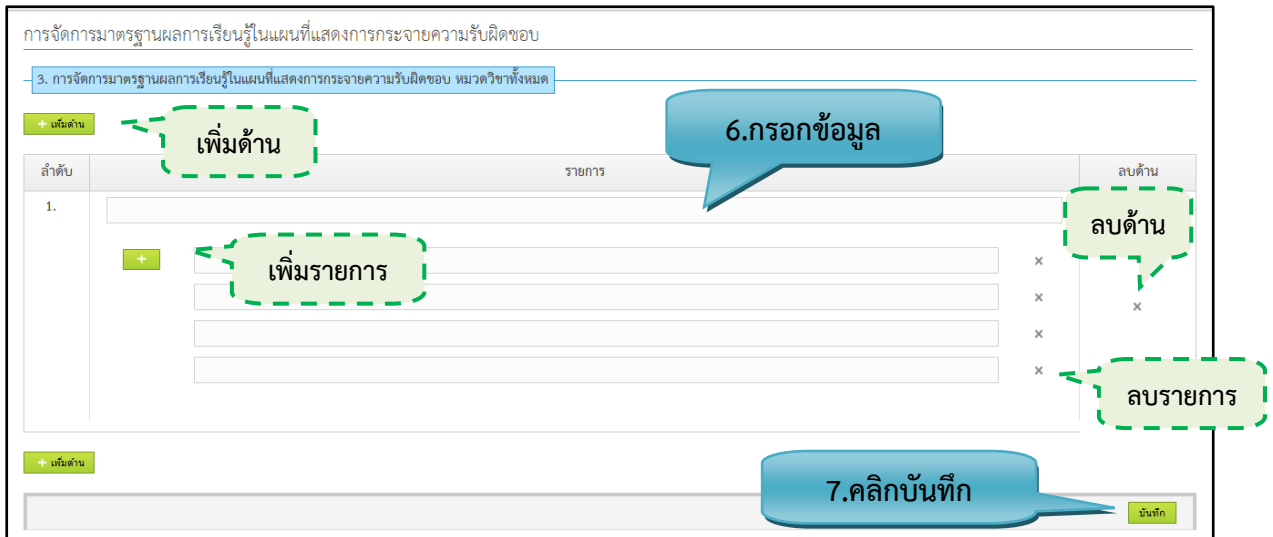 การจัดการมาตรฐานผลการเรียนรู้ในแผนที่แสดงการกระจายความรับผิดชอบ
3. การจัดการมาตรฐานผลการเรียนรู้ในแผนที่แสดงการกระจายความรับผิดชอบ หมวดวิชาทั้งหมด
+ เพิ่มด้าน
เพิ่มด้าน
6.กรอกข้อมูล
ลำดับ รายการ ลบด้าน
1.
ลบด้าน
+
เพิ่มรายการ
×
×
×
×
×
ลบรายการ
+ เพิ่มด้าน
7.คลิกบันทึก
บันทึก